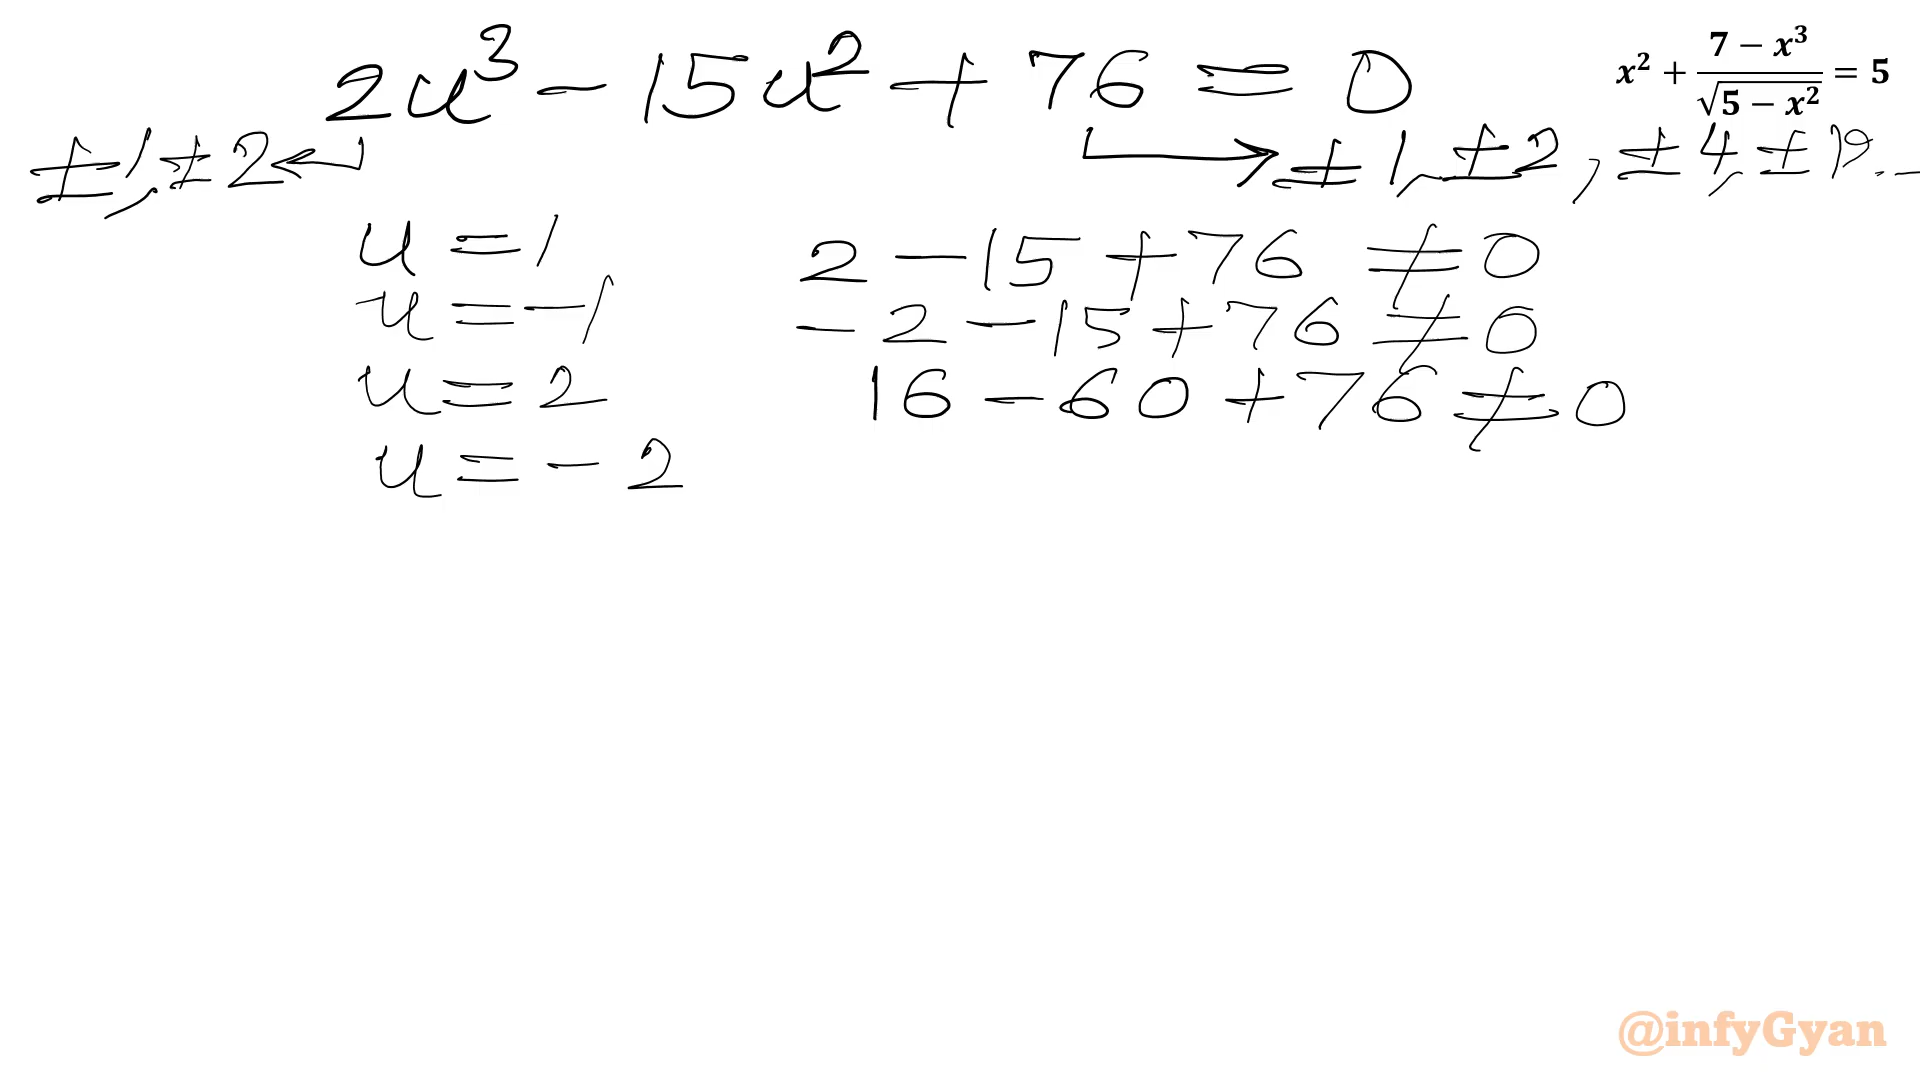 2u³ − 15u² + 76 = 0
x² + (7 − x³)/√(5 − x²) = 5
±1, ±2 ← → ±1, ±2, ±4, ±19 ...
u = 1 2 − 15 + 76 ≠ 0
u = −1 −2 − 15 + 76 ≠ 0
u = 2 16 − 60 + 76 ≠ 0
u = −2
@infyGyan